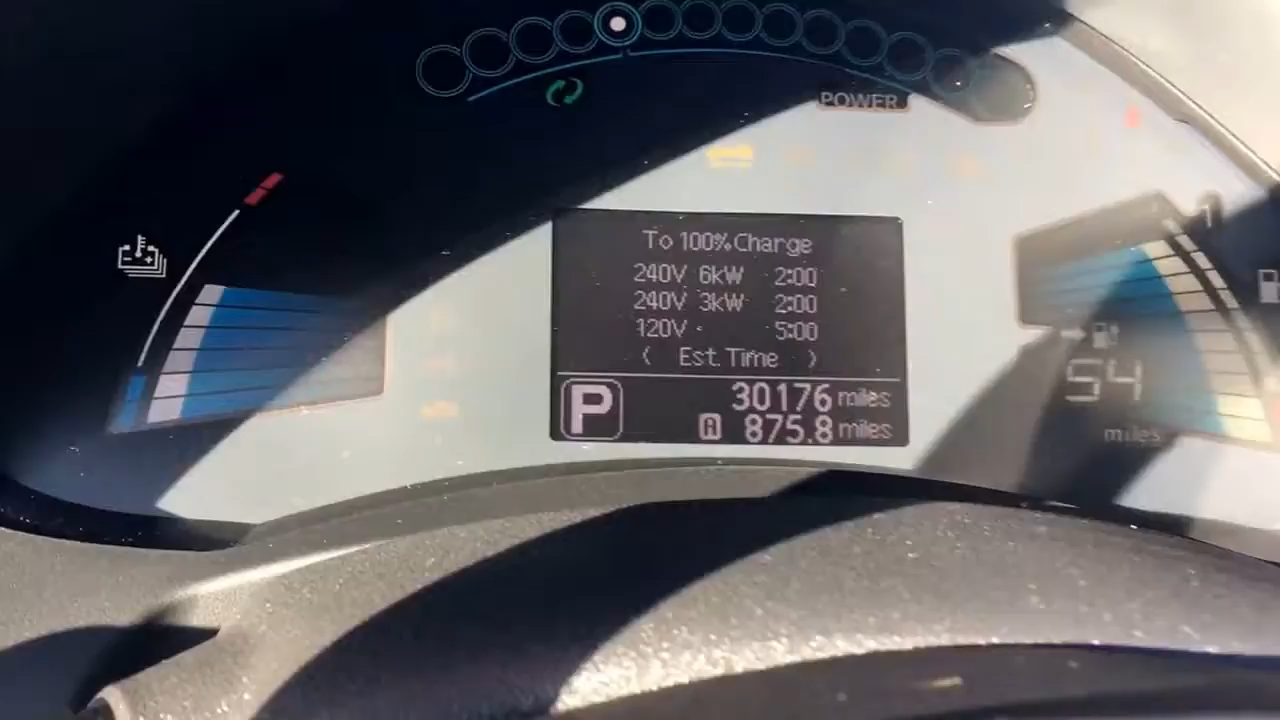 POWER
To 100% Charge
240V 6kW 2:00
240V 3kW 2:00
120V 5:00
( Est. Time )
P
30176 miles
A 875.8 miles
54
miles